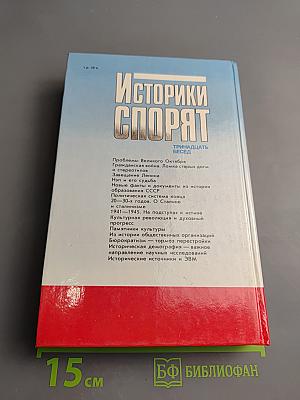 ИСТОРИКИ
СПОРЯТ
ТРИНАДЦАТЬ
БЕСЕД
Проблемы Великого Октября
Гражданская война. Ломка старых догм
и стереотипов
Завещание Ленина
Нэп и его судьба
Новые факты и документы из истории
образования СССР
Политическая система конца
20—30-х годов. О Сталине
и сталинизме
1941—1945. На подступах к истине
Культурная революция и духовный
прогресс
Памятники культуры
Из истории общественных организаций
Бюрократизм — тормоз перестройки
Историческая демография — важное
направление научных исследований
Исторические источники и ЭВМ
15 см
БФ БИБЛИОФАН